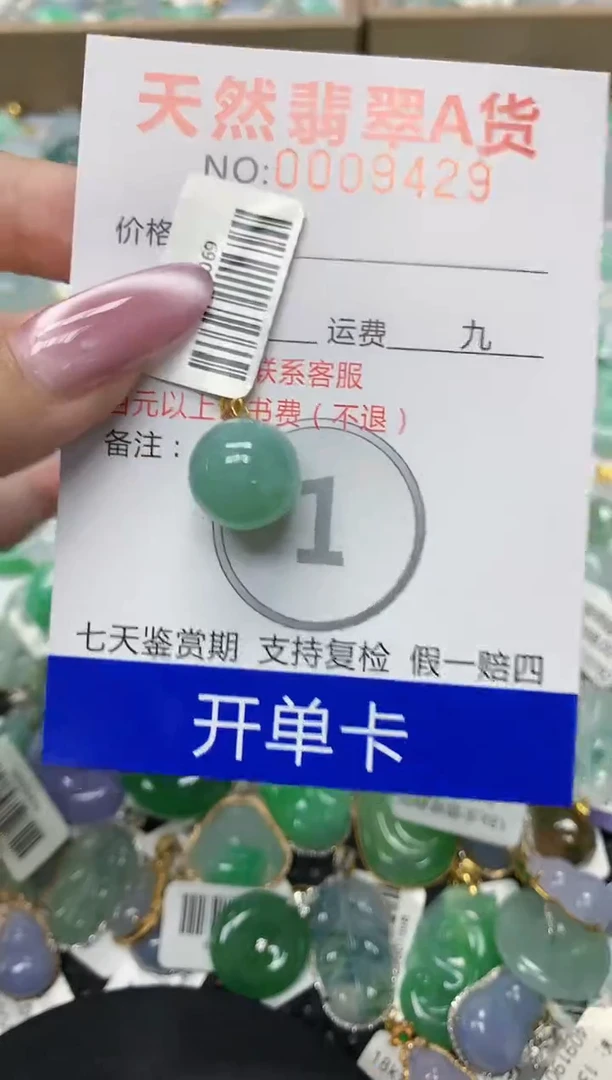 天然翡翠A货
NO:0009429
价格
运费 九
联系客服
百元以上 书费(不退)
备注:
1
七天鉴赏期 支持复检 假一赔四
开单卡
18K